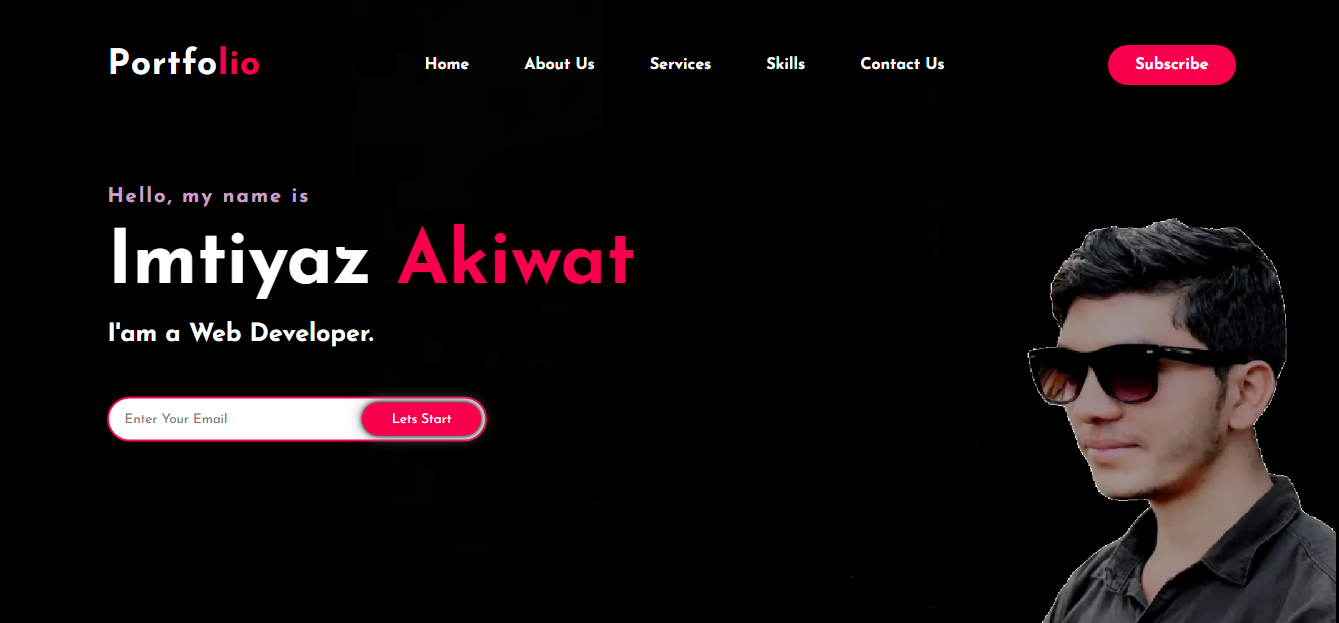 Portfolio
Home About Us Services Skills Contact Us
Subscribe
Hello, my name is
Imtiyaz Akiwat
I'am a Web Developer.
Enter Your Email
Lets Start